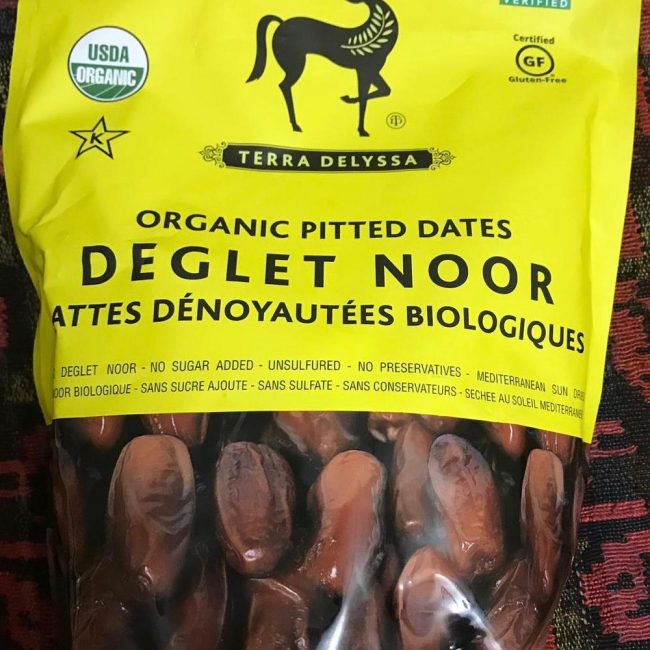 VERIFIED
USDA
ORGANIC
Certified
GF
Gluten-Free
K
TERRA DELYSSA
ORGANIC PITTED DATES
DEGLET NOOR
ATTES DÉNOYAUTÉES BIOLOGIQUES
DEGLET NOOR - NO SUGAR ADDED - UNSULFURED - NO PRESERVATIVES - MEDITERRANEAN SUN DRIE
OOR BIOLOGIQUE - SANS SUCRE AJOUTE - SANS SULFATE - SANS CONSERVATEURS - SECHEE AU SOLEIL MEDITERRANE